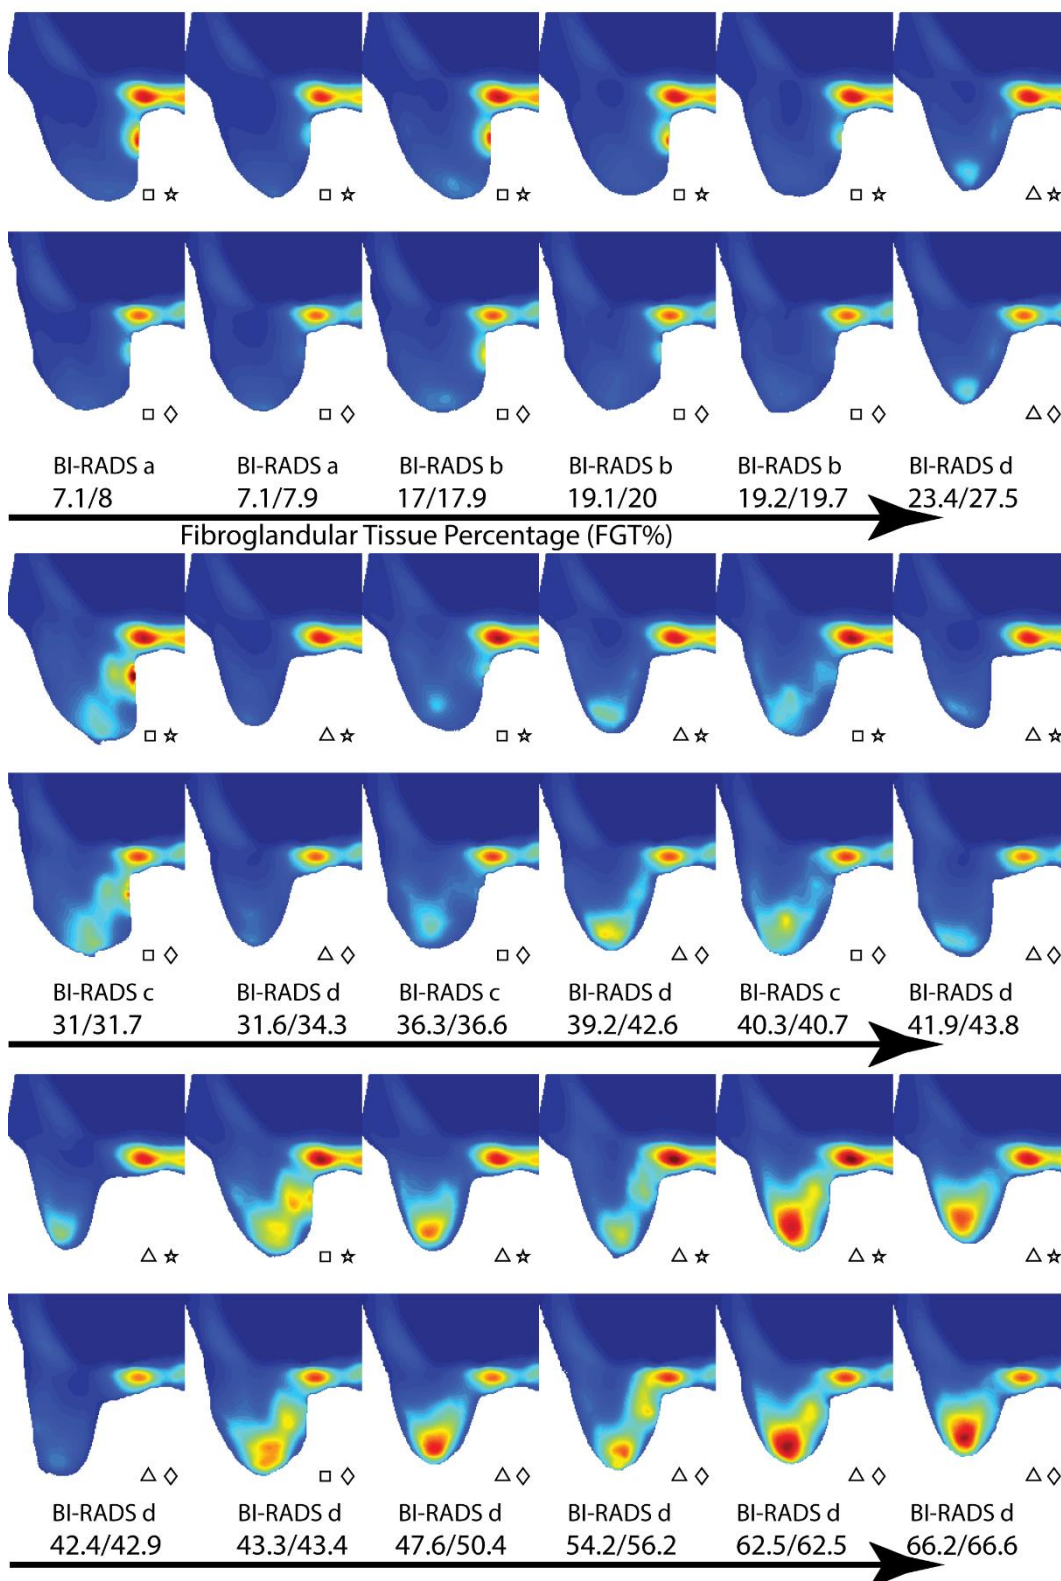 BI-RADS a BI-RADS a BI-RADS b BI-RADS b BI-RADS b BI-RADS d
7.1/8 7.1/7.9 17/17.9 19.1/20 19.2/19.7 23.4/27.5
Fibroglandular Tissue Percentage (FGT%)
BI-RADS c BI-RADS d BI-RADS c BI-RADS d BI-RADS c BI-RADS d
31/31.7 31.6/34.3 36.3/36.6 39.2/42.6 40.3/40.7 41.9/43.8
BI-RADS d BI-RADS d BI-RADS d BI-RADS d BI-RADS d BI-RADS d
42.4/42.9 43.3/43.4 47.6/50.4 54.2/56.2 62.5/62.5 66.2/66.6